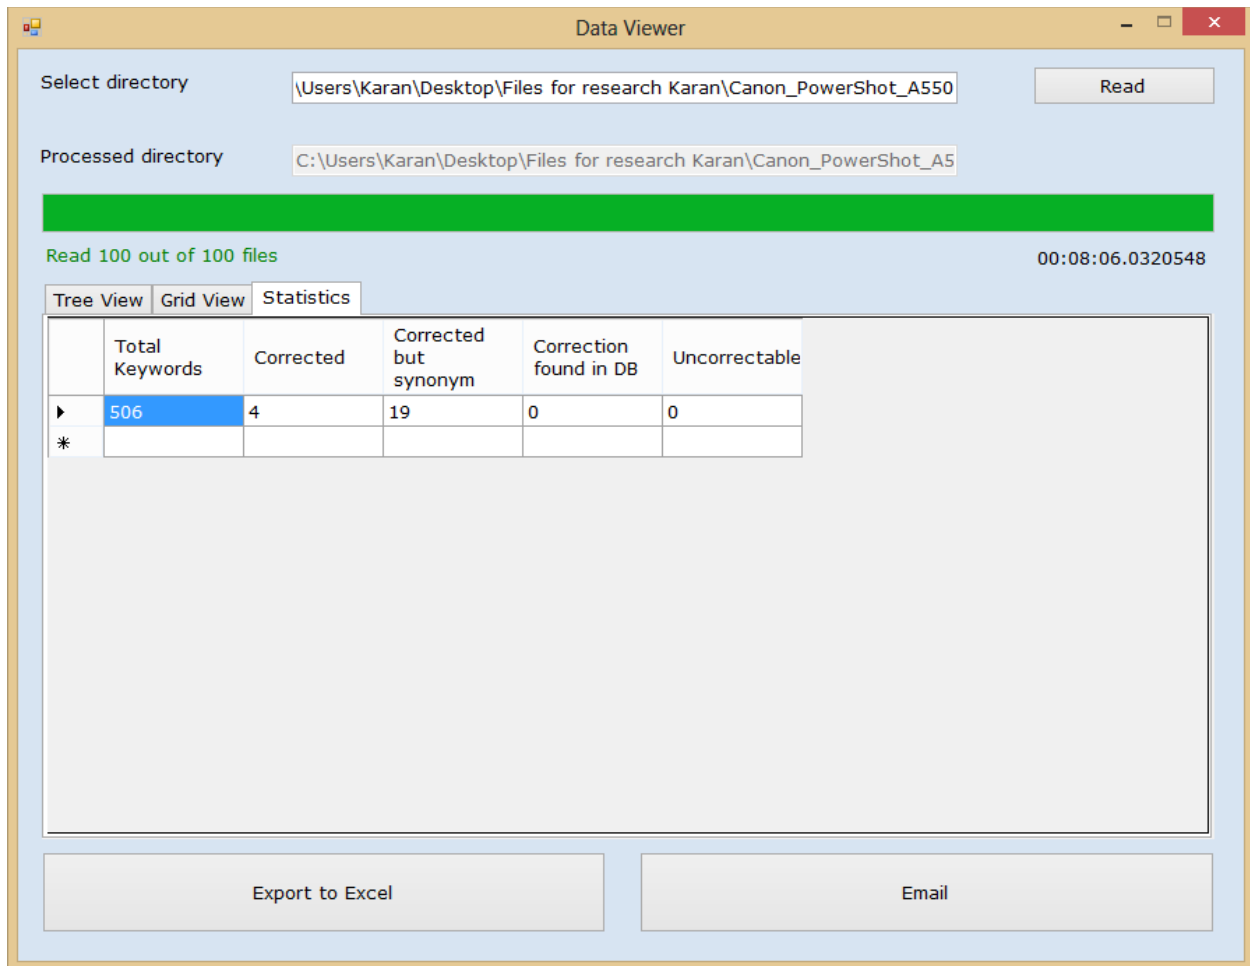 Data Viewer
Select directory
\Users\Karan\Desktop\Files for research Karan\Canon_PowerShot_A550
Read
Processed directory
C:\Users\Karan\Desktop\Files for research Karan\Canon_PowerShot_A5
Read 100 out of 100 files
00:08:06.0320548
Tree View Grid View Statistics
Total Keywords Corrected Corrected but synonym Correction found in DB Uncorrectable
506 4 19 0 0
Export to Excel Email